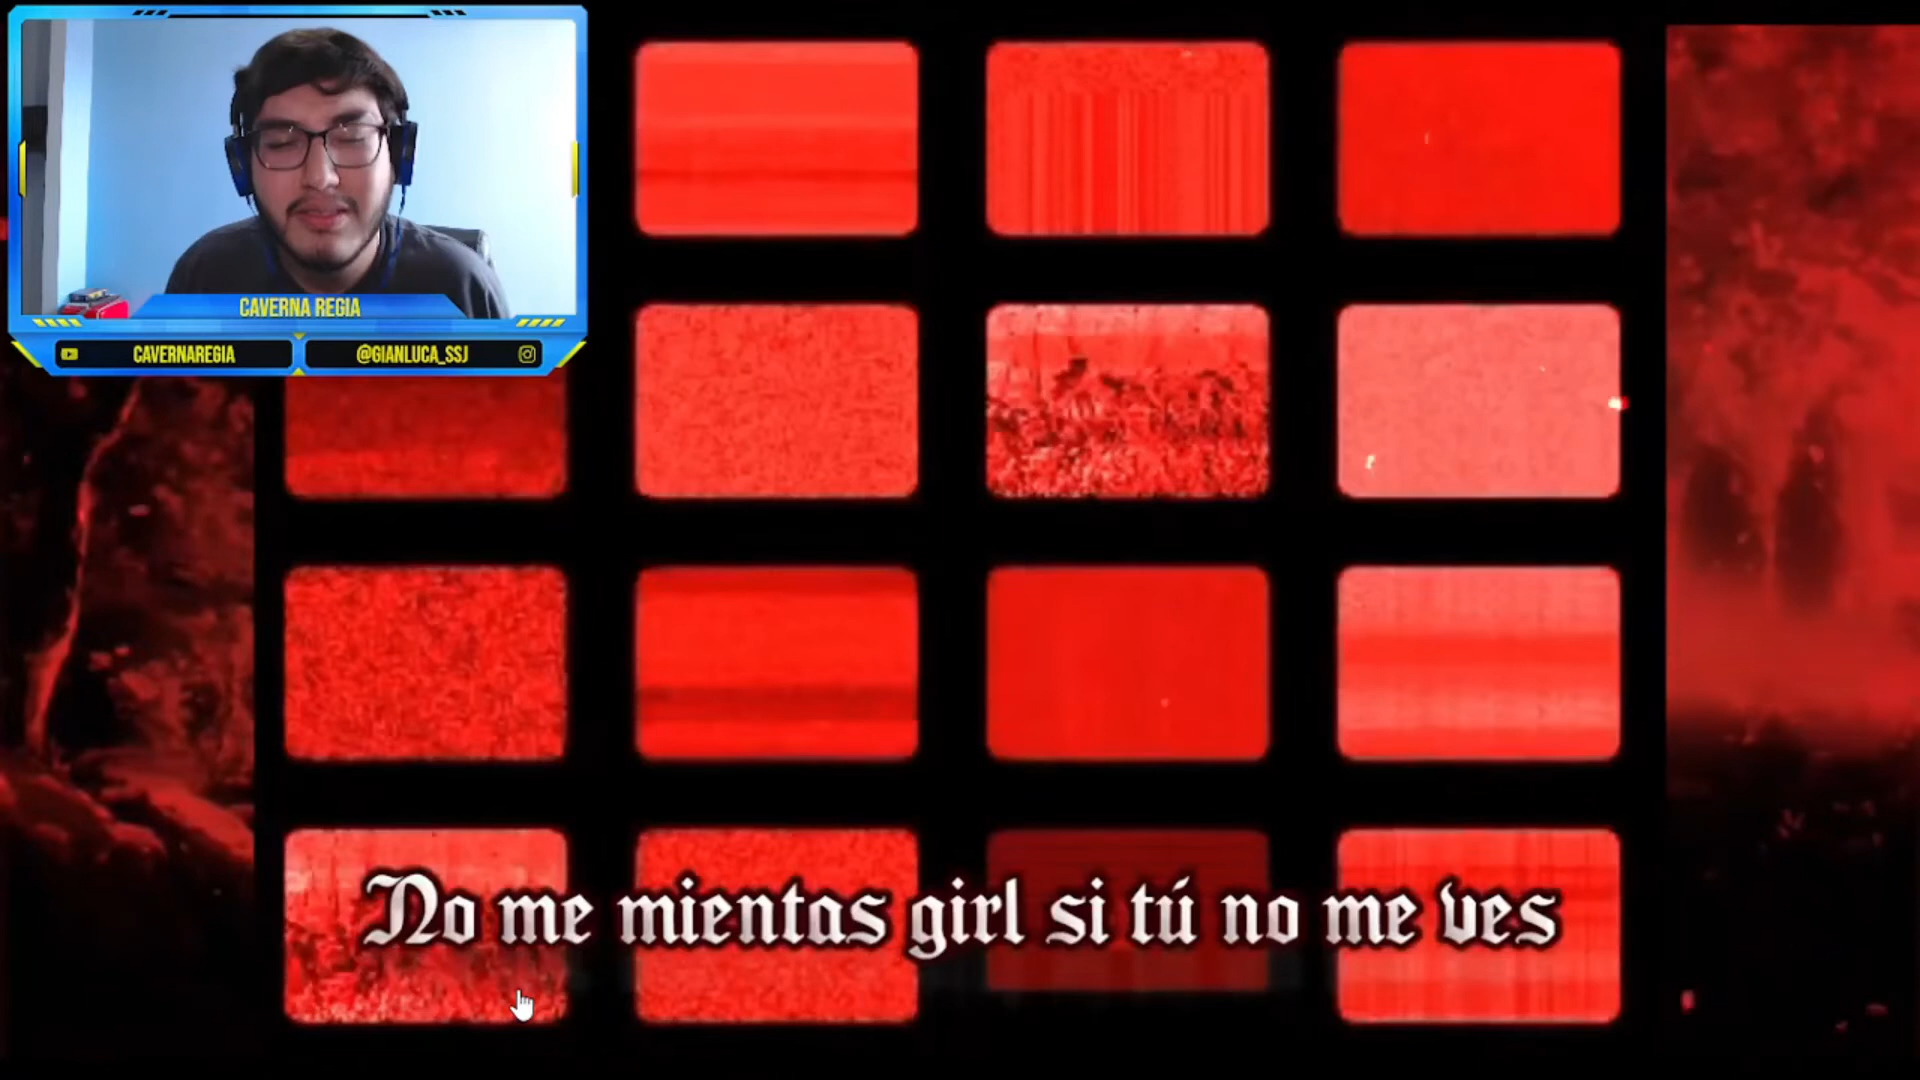 CAVERNA REGIA
CAVERNAREGIA
@GIANLUCA_SSJ
No me mientas girl si tú no me ves